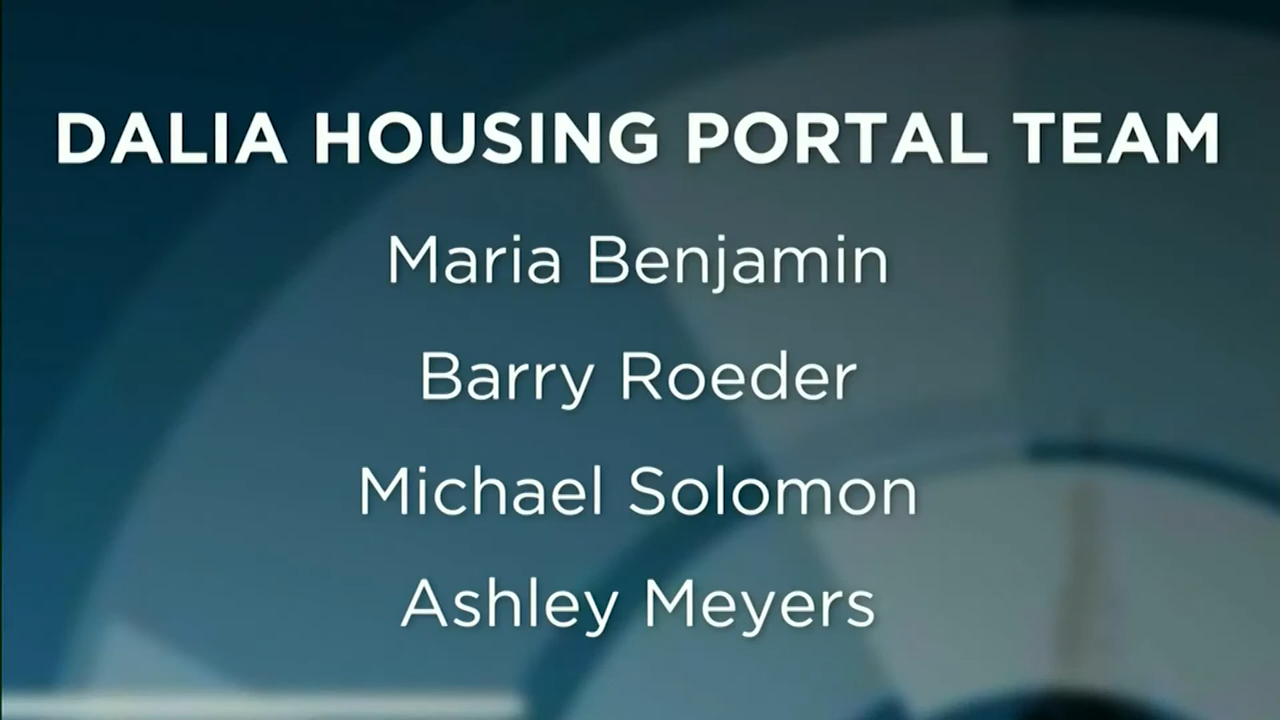 DALIA HOUSING PORTAL TEAM
Maria Benjamin
Barry Roeder
Michael Solomon
Ashley Meyers